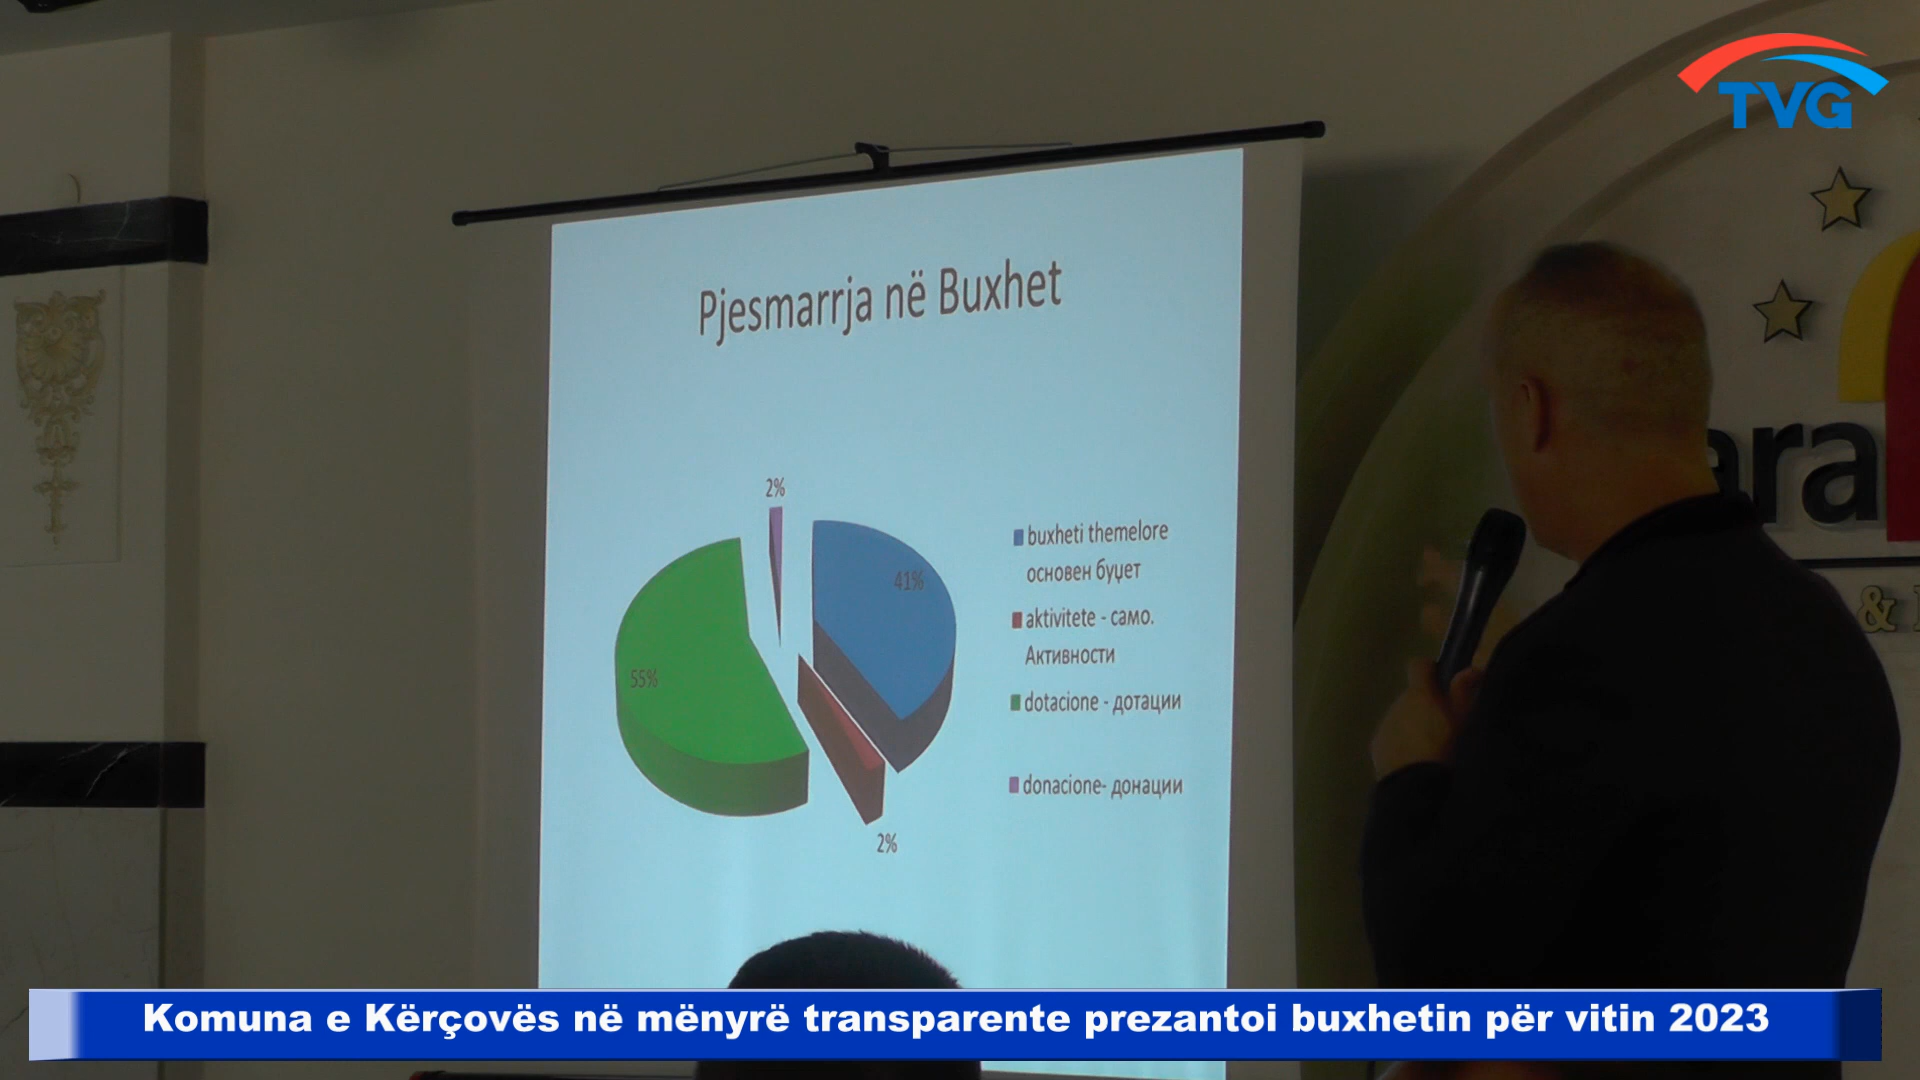 TVG
Pjesmarrja në Buxhet
2%
41%
55%
2%
buxheti themelore
основен буџет
aktivitete - само.
Активности
dotacione - дотации
donacione- донации
ara
&
Komuna e Kërçovës në mënyrë transparente prezantoi buxhetin për vitin 2023